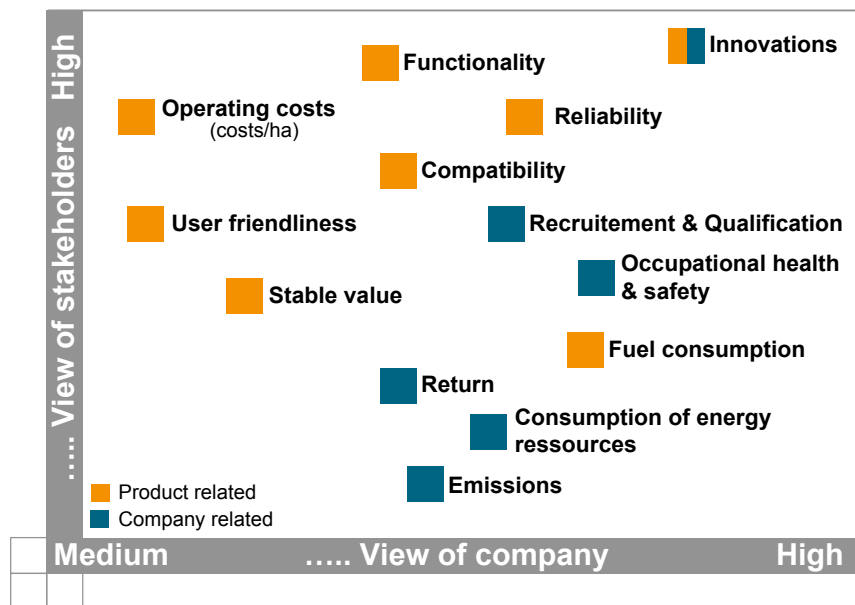 Innovations
Functionality
Operating costs
(costs/ha)
Reliability
Compatibility
User friendliness
Recruitement & Qualification
Occupational health
& safety
Stable value
Fuel consumption
Return
Consumption of energy
ressources
Emissions
Product related
Company related
..... View of stakeholders High
Medium ..... View of company High